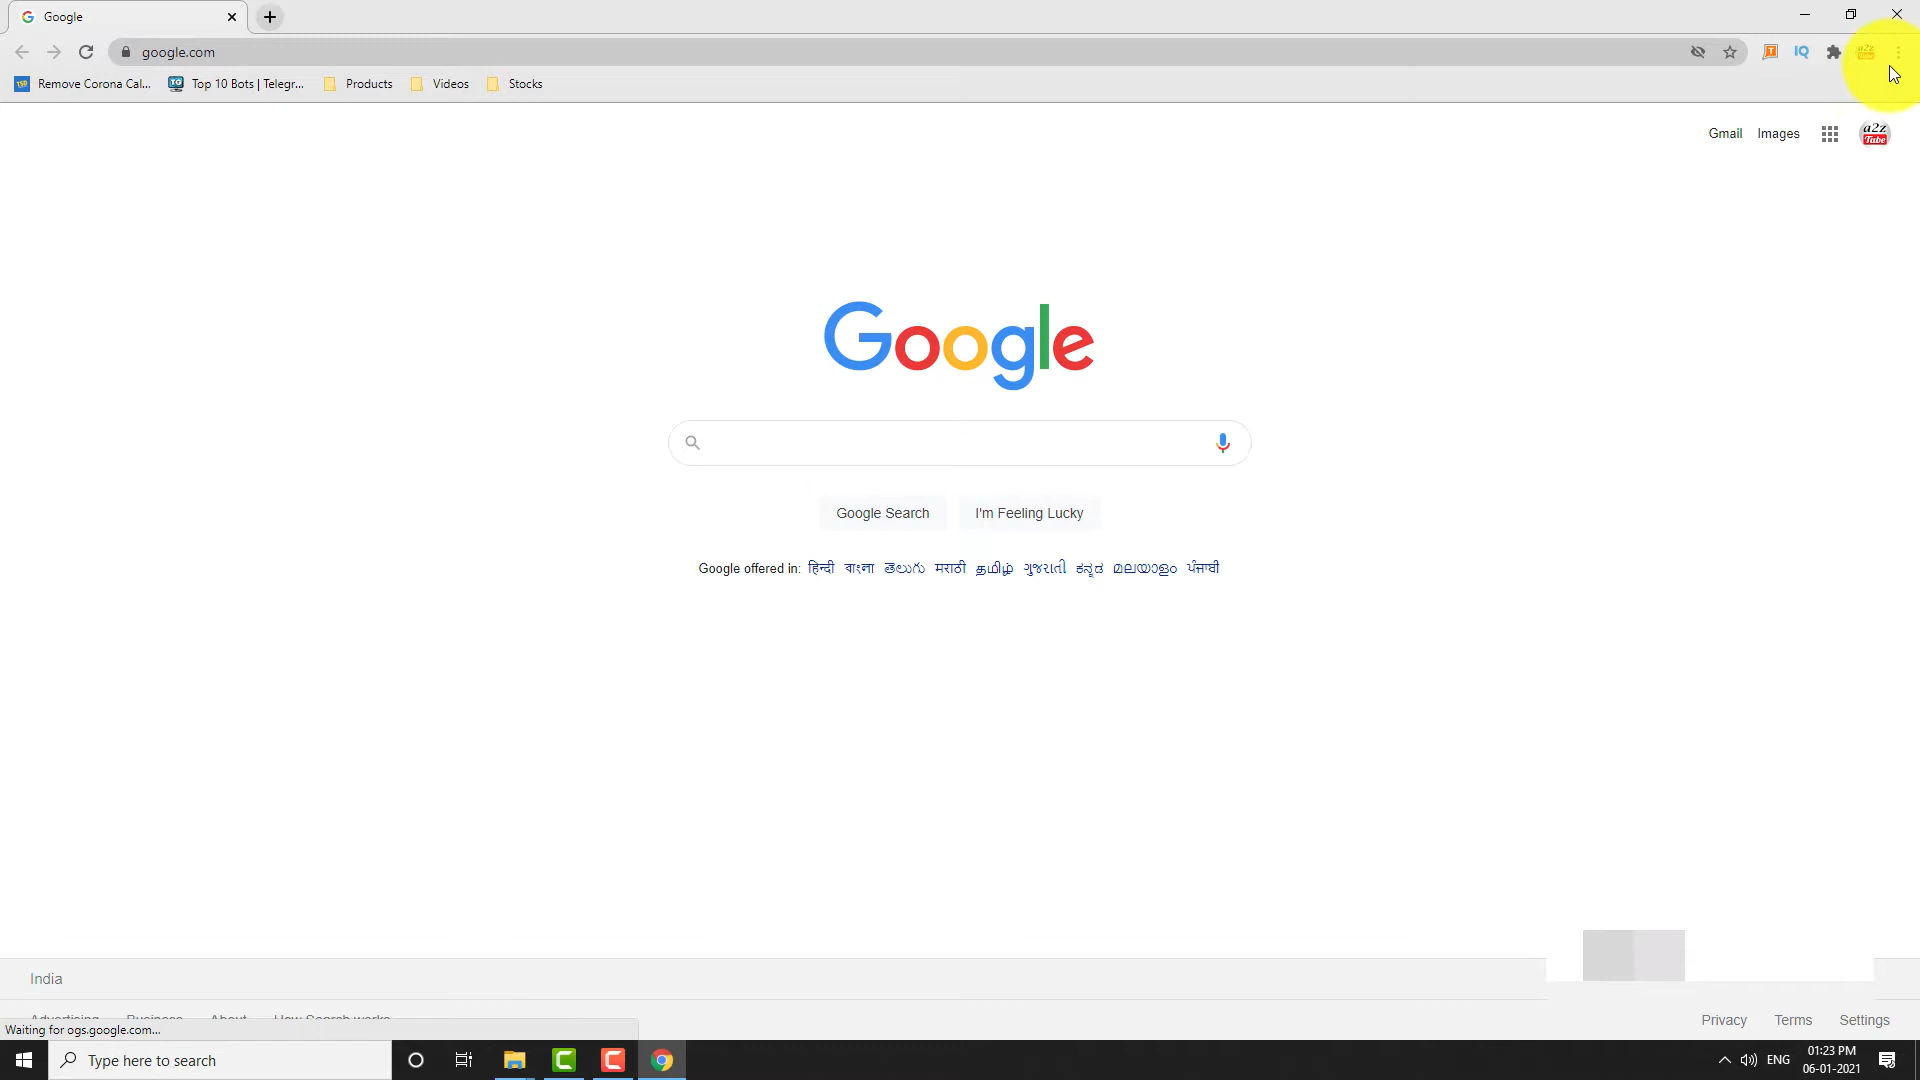 Google
google.com
Remove Corona Cal... Top 10 Bots | Telegr... Products Videos Stocks
Gmail Images a2z Tube
Google
Google Search I'm Feeling Lucky
Google offered in: हिन्दी বাংলা తెలుగు मराठी தமிழ் ગુજરાતી ಕನ್ನಡ മലയാളം ਪੰਜਾਬੀ
India
Advertising Business About How Search works
Privacy Terms Settings
Waiting for ogs.google.com...
Type here to search
ENG
01:23 PM
06-01-2021